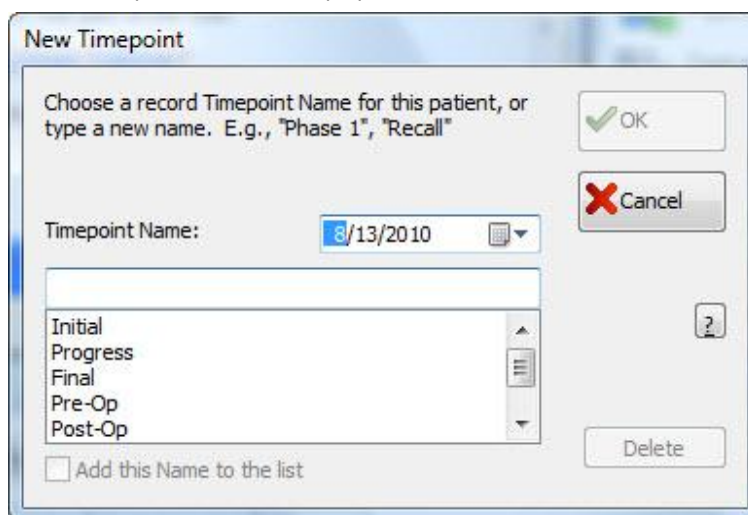 New Timepoint
Choose a record Timepoint Name for this patient, or
type a new name. E.g., "Phase 1", "Recall"
OK
Cancel
Timepoint Name:
8/13/2010
Initial
Progress
Final
Pre-Op
Post-Op
?
Delete
Add this Name to the list